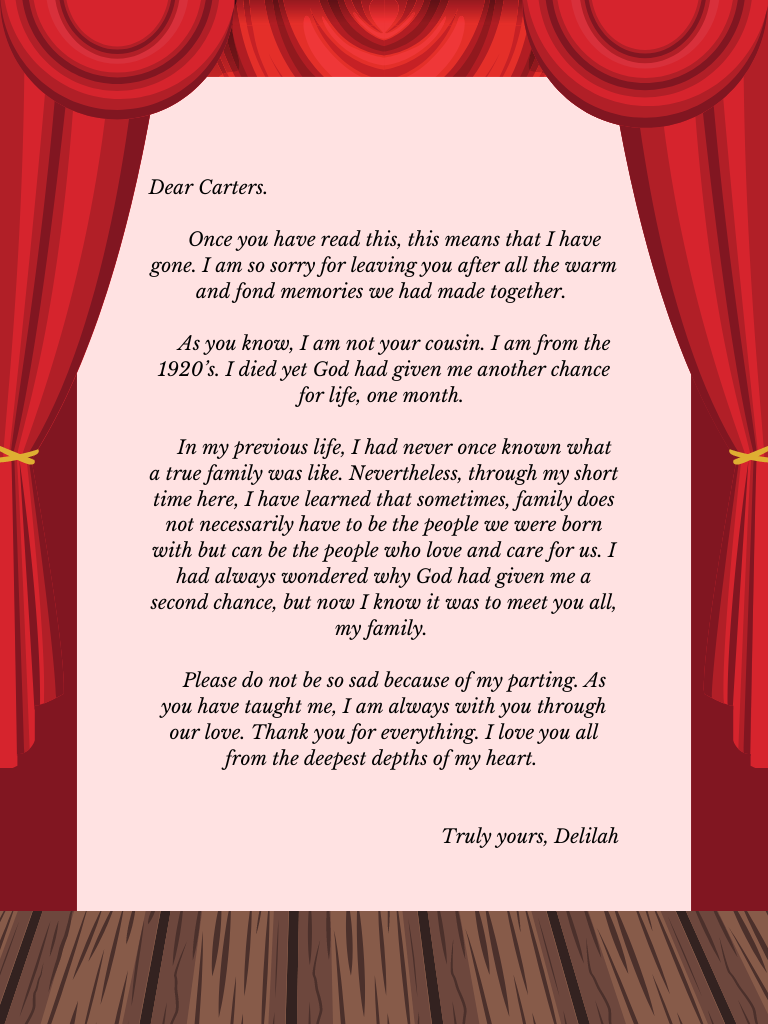 Dear Carters.
Once you have read this, this means that I have
gone. I am so sorry for leaving you after all the warm
and fond memories we had made together.
As you know, I am not your cousin. I am from the
1920’s. I died yet God had given me another chance
for life, one month.
In my previous life, I had never once known what
a true family was like. Nevertheless, through my short
time here, I have learned that sometimes, family does
not necessarily have to be the people we were born
with but can be the people who love and care for us. I
had always wondered why God had given me a
second chance, but now I know it was to meet you all,
my family.
Please do not be so sad because of my parting. As
you have taught me, I am always with you through
our love. Thank you for everything. I love you all
from the deepest depths of my heart.
Truly yours, Delilah